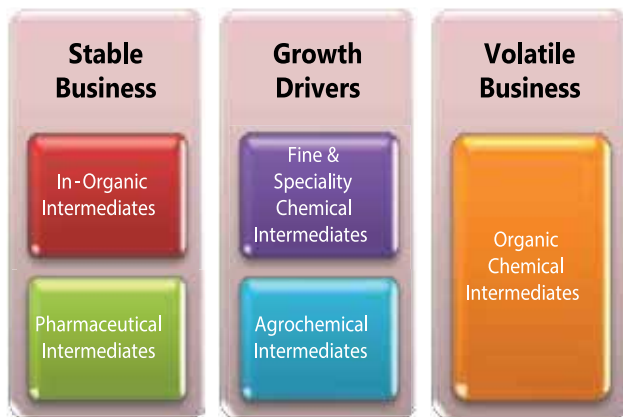 Stable
Business
In-Organic
Intermediates
Pharmaceutical
Intermediates
Growth
Drivers
Fine &
Speciality
Chemical
Intermediates
Agrochemical
Intermediates
Volatile
Business
Organic
Chemical
Intermediates